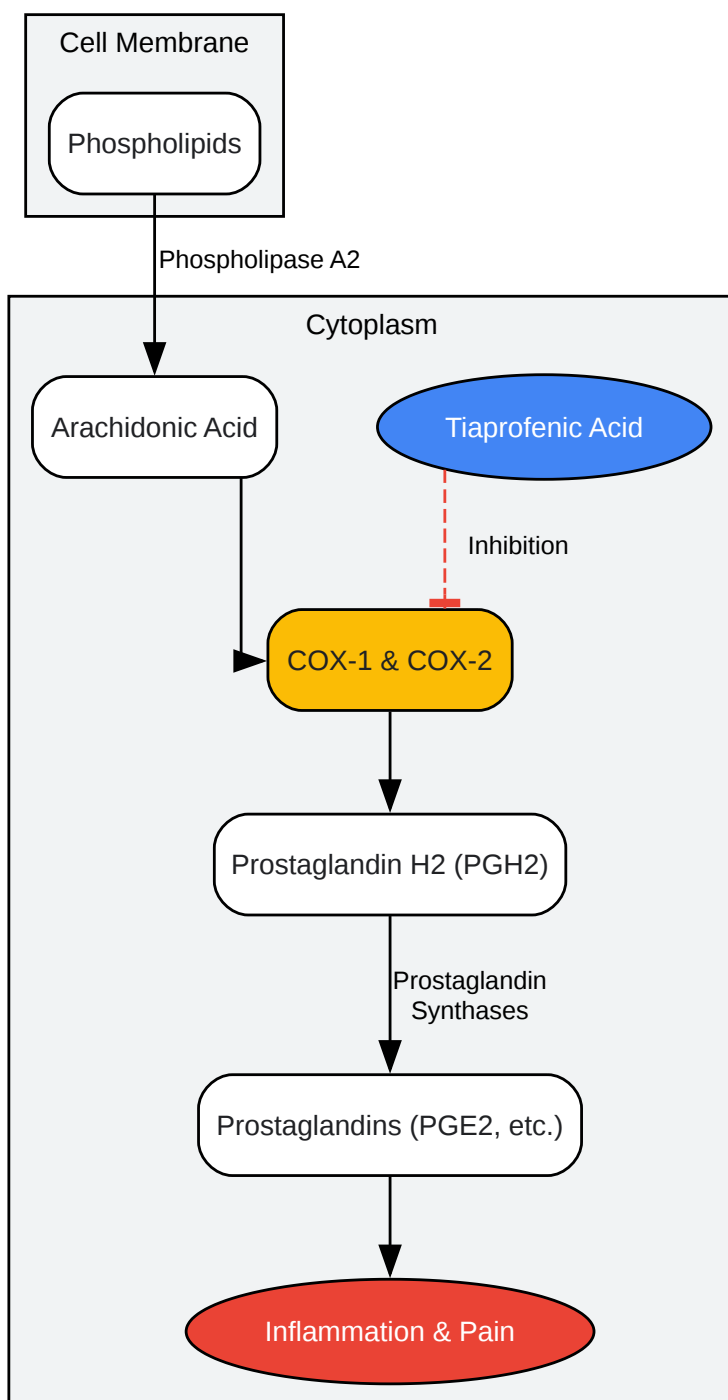 Cell Membrane
Phospholipids
Phospholipase A2
Cytoplasm
Arachidonic Acid
Tiaprofenic Acid
Inhibition
COX-1 & COX-2
Prostaglandin H2 (PGH2)
Prostaglandin
Synthases
Prostaglandins (PGE2, etc.)
Inflammation & Pain